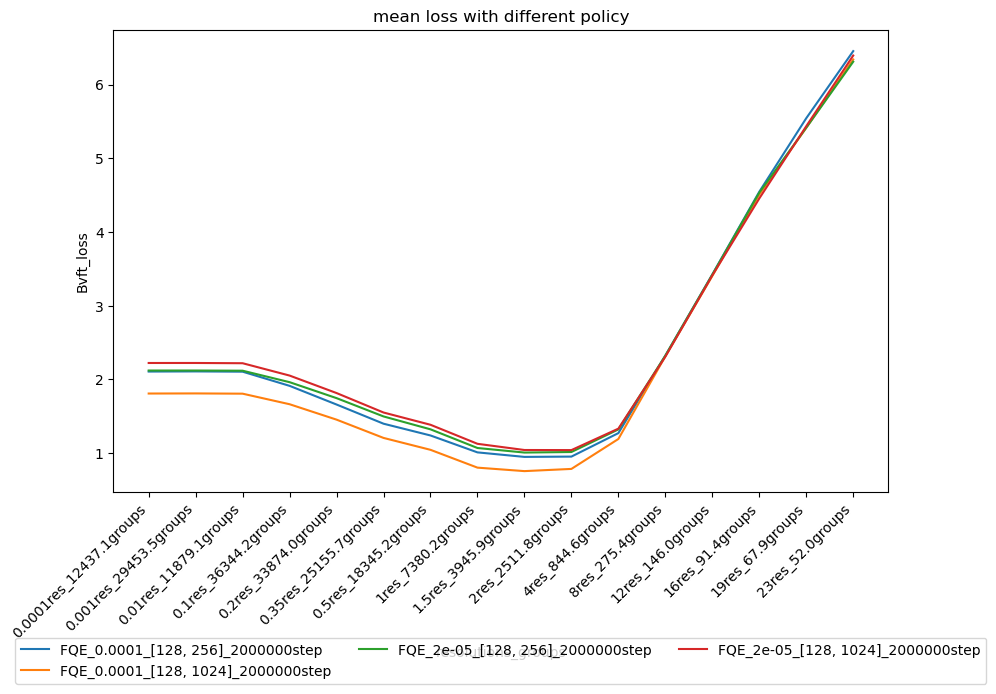 mean loss with different policy
Bvft_loss
6
5
4
3
2
1
0.0001res_12437.1groups
0.001res_29453.5groups
0.01res_11879.1groups
0.1res_36344.2groups
0.2res_33874.0groups
0.35res_25155.7groups
0.5res_18345.2groups
1res_7380.2groups
1.5res_3945.9groups
2res_2511.8groups
4res_844.6groups
8res_275.4groups
12res_146.0groups
16res_91.4groups
19res_67.9groups
23res_52.0groups
FQE_0.0001_[128, 256]_2000000step
FQE_0.0001_[128, 1024]_2000000step
FQE_2e-05_[128, 256]_2000000step
FQE_2e-05_[128, 1024]_2000000step